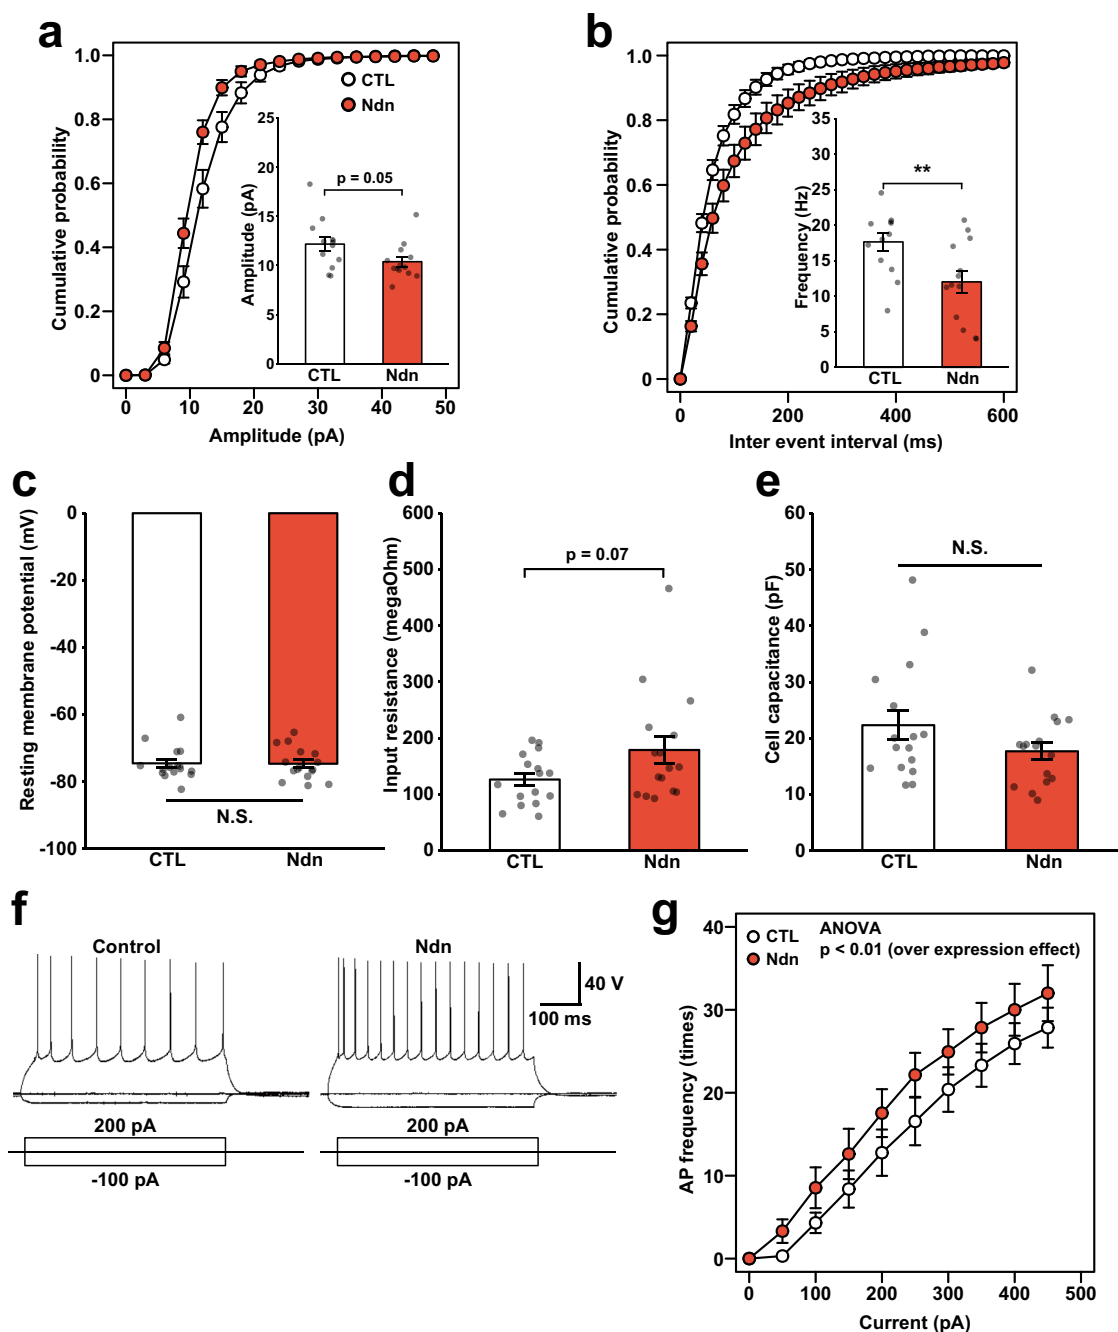 a
1.0
0.8
0.6
0.4
0.2
0
Cumulative probability
CTL
Ndn
25
20
15
10
5
0
Amplitude (pA)
p = 0.05
CTL
Ndn
0 10 20 30 40 50
Amplitude (pA)
b
1.0
0.8
0.6
0.4
0.2
0
Cumulative probability
35
30
25
20
15
10
5
0
Frequency (Hz)
**
CTL
Ndn
0 200 400 600
Inter event interval (ms)
c
0
-20
-40
-60
-80
-100
Resting membrane potential (mV)
N.S.
CTL
Ndn
d
600
500
400
300
200
100
0
Input resistance (megaOhm)
p = 0.07
CTL
Ndn
e
60
50
40
30
20
10
0
Cell capacitance (pF)
N.S.
CTL
Ndn
f
Control
Ndn
40 V
100 ms
200 pA
-100 pA
200 pA
-100 pA
g
40
30
20
10
0
AP frequency (times)
CTL
Ndn
ANOVA
p < 0.01 (over expression effect)
0 100 200 300 400 500
Current (pA)